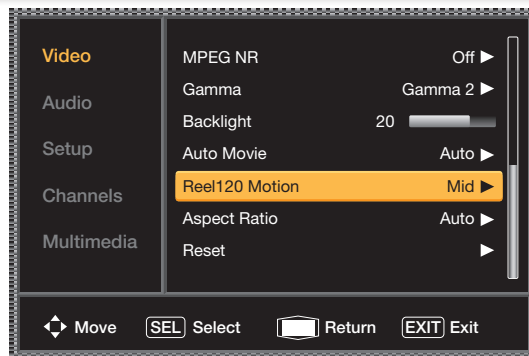 Video
Audio
Setup
Channels
Multimedia
MPEG NR Off ▶
Gamma Gamma 2 ▶
Backlight 20
Auto Movie Auto ▶
Reel120 Motion Mid ▶
Aspect Ratio Auto ▶
Reset ▶
Move SEL Select Return EXIT Exit